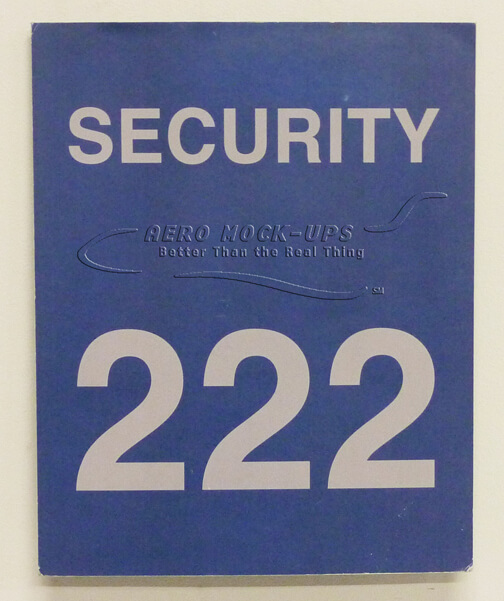 SECURITY
AERO MOCK-UPS
Better Than the Real Thing
SM
222